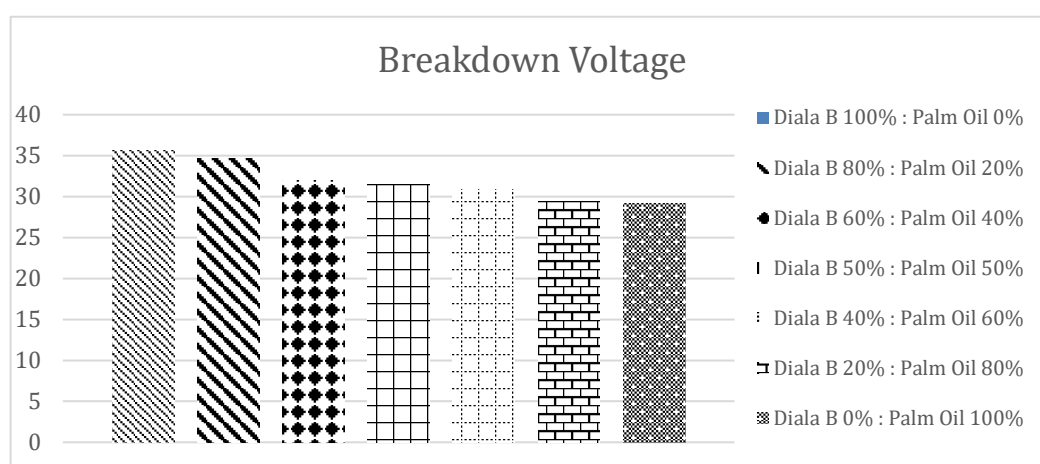 Breakdown Voltage
40
35
30
25
20
15
10
5
0
Diala B 100% : Palm Oil 0%
Diala B 80% : Palm Oil 20%
Diala B 60% : Palm Oil 40%
Diala B 50% : Palm Oil 50%
Diala B 40% : Palm Oil 60%
Diala B 20% : Palm Oil 80%
Diala B 0% : Palm Oil 100%